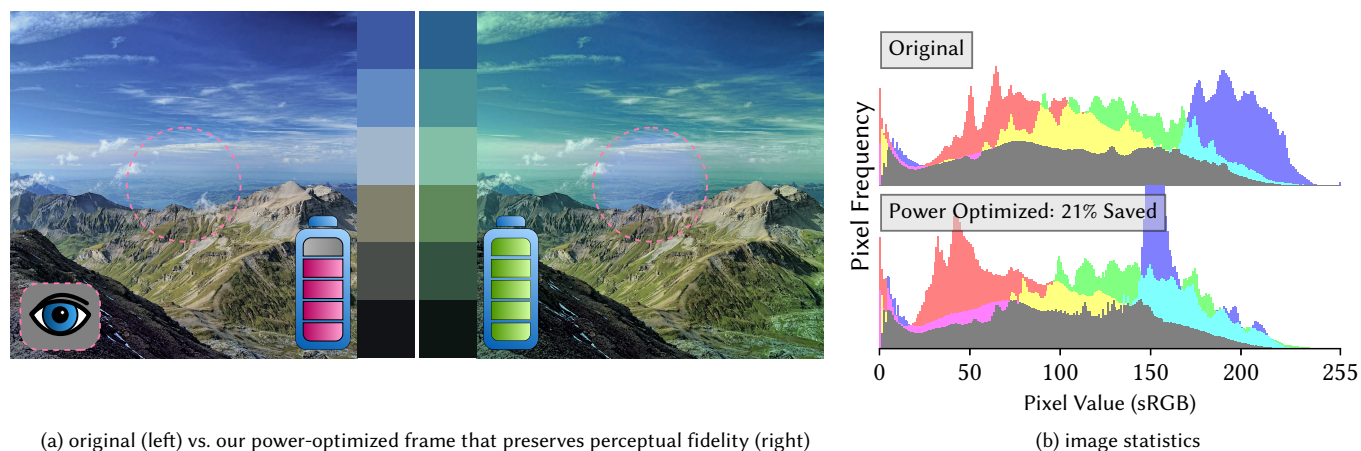 Original
Power Optimized: 21% Saved
Pixel Frequency
0 50 100 150 200 255
Pixel Value (sRGB)
(a) original (left) vs. our power-optimized frame that preserves perceptual fidelity (right)
(b) image statistics